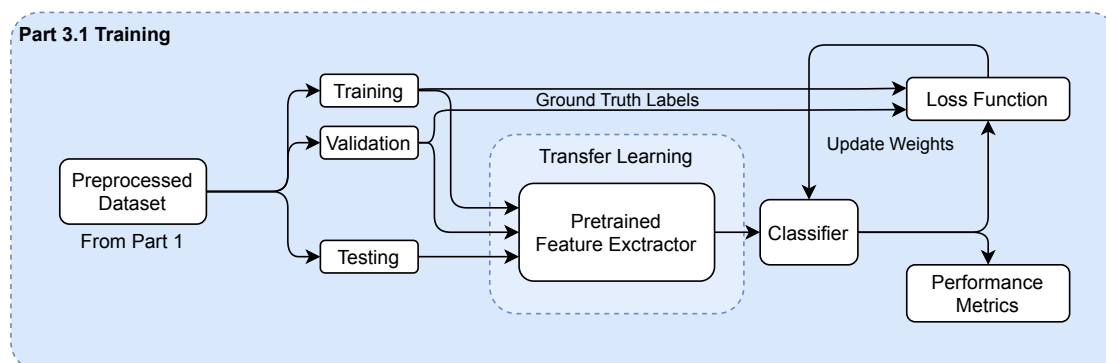 Part 3.1 Training
Training
Ground Truth Labels
Loss Function
Validation
Update Weights
Transfer Learning
Preprocessed
Dataset
From Part 1
Pretrained
Feature Exctractor
Classifier
Testing
Performance
Metrics